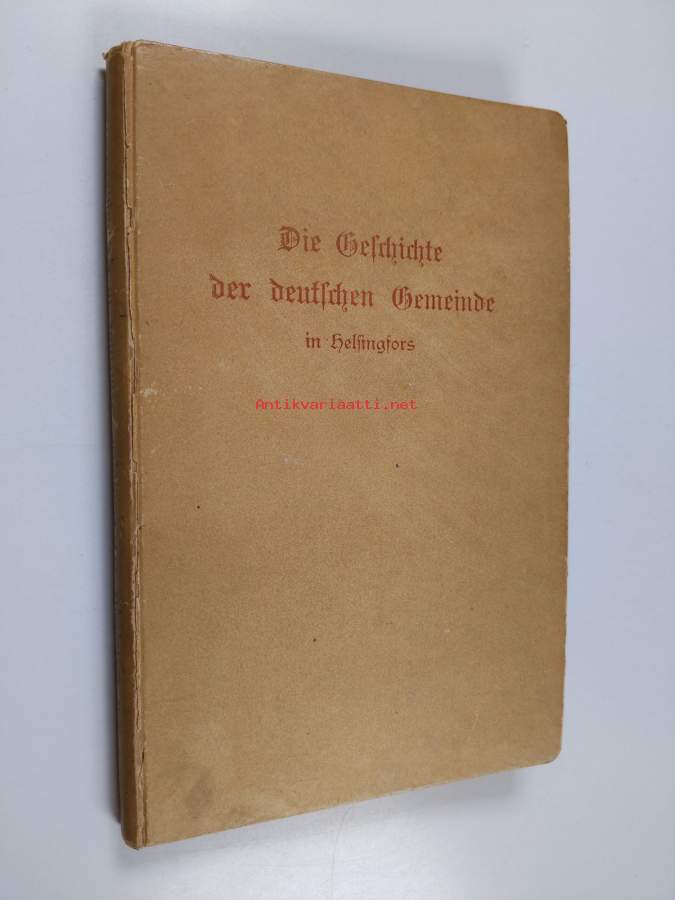 Die Geschichte
der deutschen Gemeinde
in Helsingfors
Antikvariaatti.net